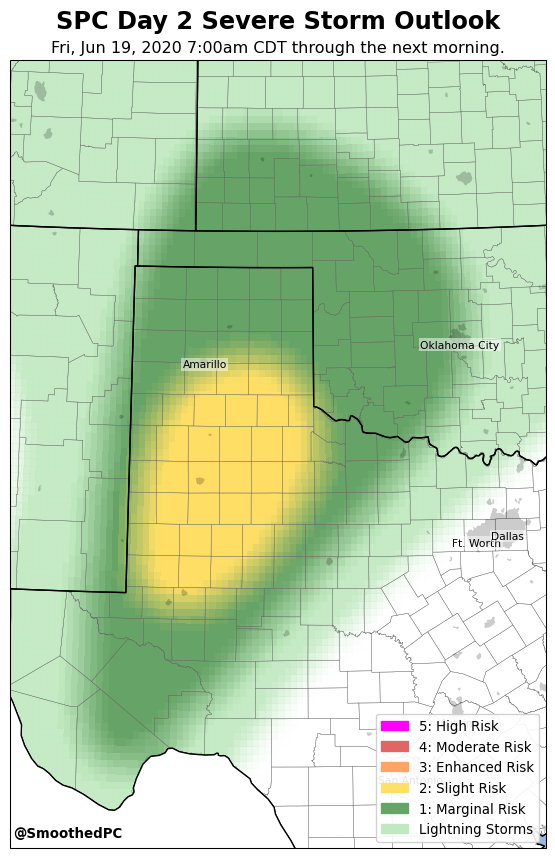 SPC Day 2 Severe Storm Outlook
Fri, Jun 19, 2020 7:00am CDT through the next morning.
Oklahoma City
Amarillo
Dallas
Ft. Worth
San Antonio
5: High Risk
4: Moderate Risk
3: Enhanced Risk
2: Slight Risk
1: Marginal Risk
Lightning Storms
@SmoothedPC